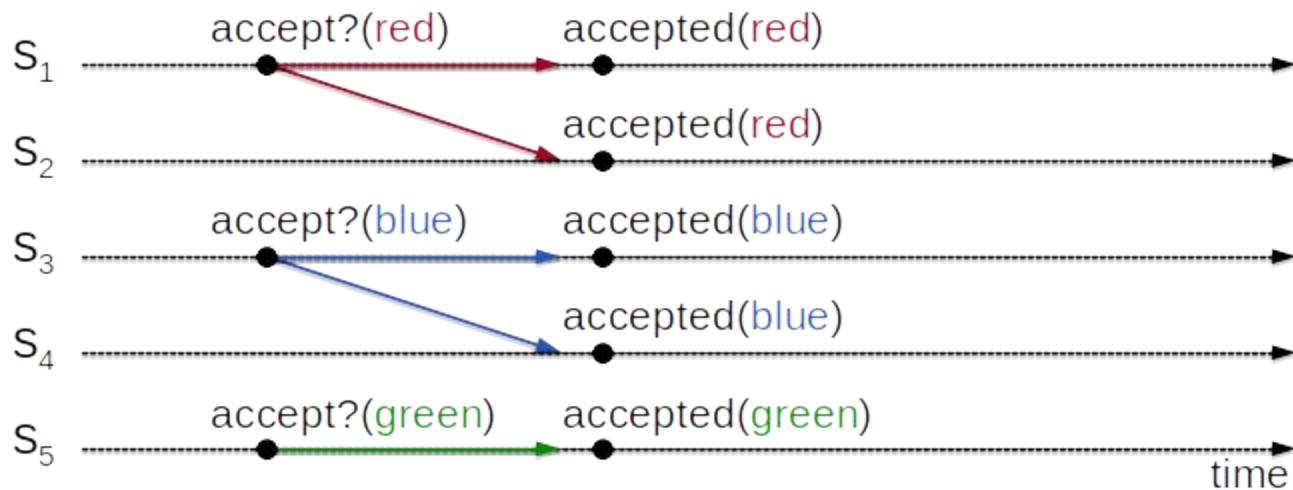 accept?(red) accepted(red)
S1
accepted(red)
S2
accept?(blue) accepted(blue)
S3
accepted(blue)
S4
accept?(green) accepted(green)
S5
time